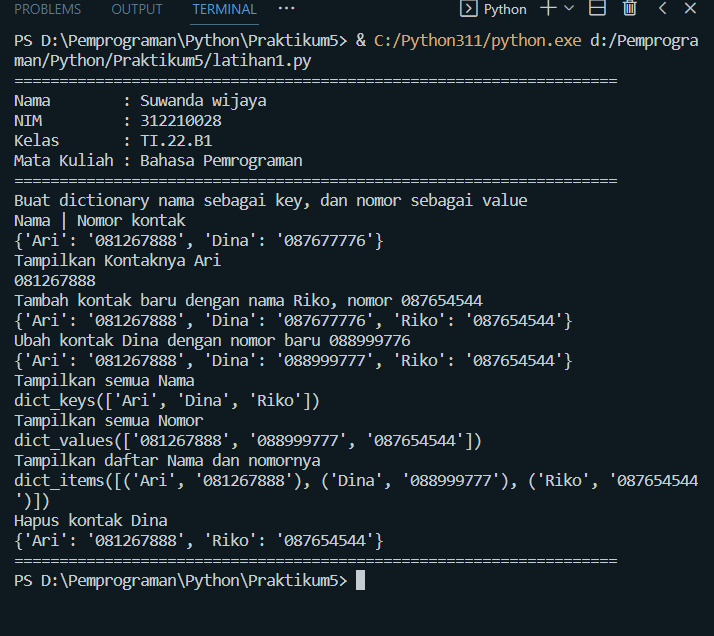 PROBLEMS OUTPUT TERMINAL ··· Python
PS D:\Pemprograman\Python\Praktikum5> & C:/Python311/python.exe d:/Pemprogra
man/Python/Praktikum5/latihan1.py
===================================================================
Nama        : Suwanda wijaya
NIM         : 312210028
Kelas       : TI.22.B1
Mata Kuliah : Bahasa Pemrograman
===================================================================
Buat dictionary nama sebagai key, dan nomor sebagai value
Nama | Nomor kontak
{'Ari': '081267888', 'Dina': '087677776'}
Tampilkan Kontaknya Ari
081267888
Tambah kontak baru dengan nama Riko, nomor 087654544
{'Ari': '081267888', 'Dina': '087677776', 'Riko': '087654544'}
Ubah kontak Dina dengan nomor baru 088999776
{'Ari': '081267888', 'Dina': '088999777', 'Riko': '087654544'}
Tampilkan semua Nama
dict_keys(['Ari', 'Dina', 'Riko'])
Tampilkan semua Nomor
dict_values(['081267888', '088999777', '087654544'])
Tampilkan daftar Nama dan nomornya
dict_items([('Ari', '081267888'), ('Dina', '088999777'), ('Riko', '087654544
')])
Hapus kontak Dina
{'Ari': '081267888', 'Riko': '087654544'}
===================================================================
PS D:\Pemprograman\Python\Praktikum5>